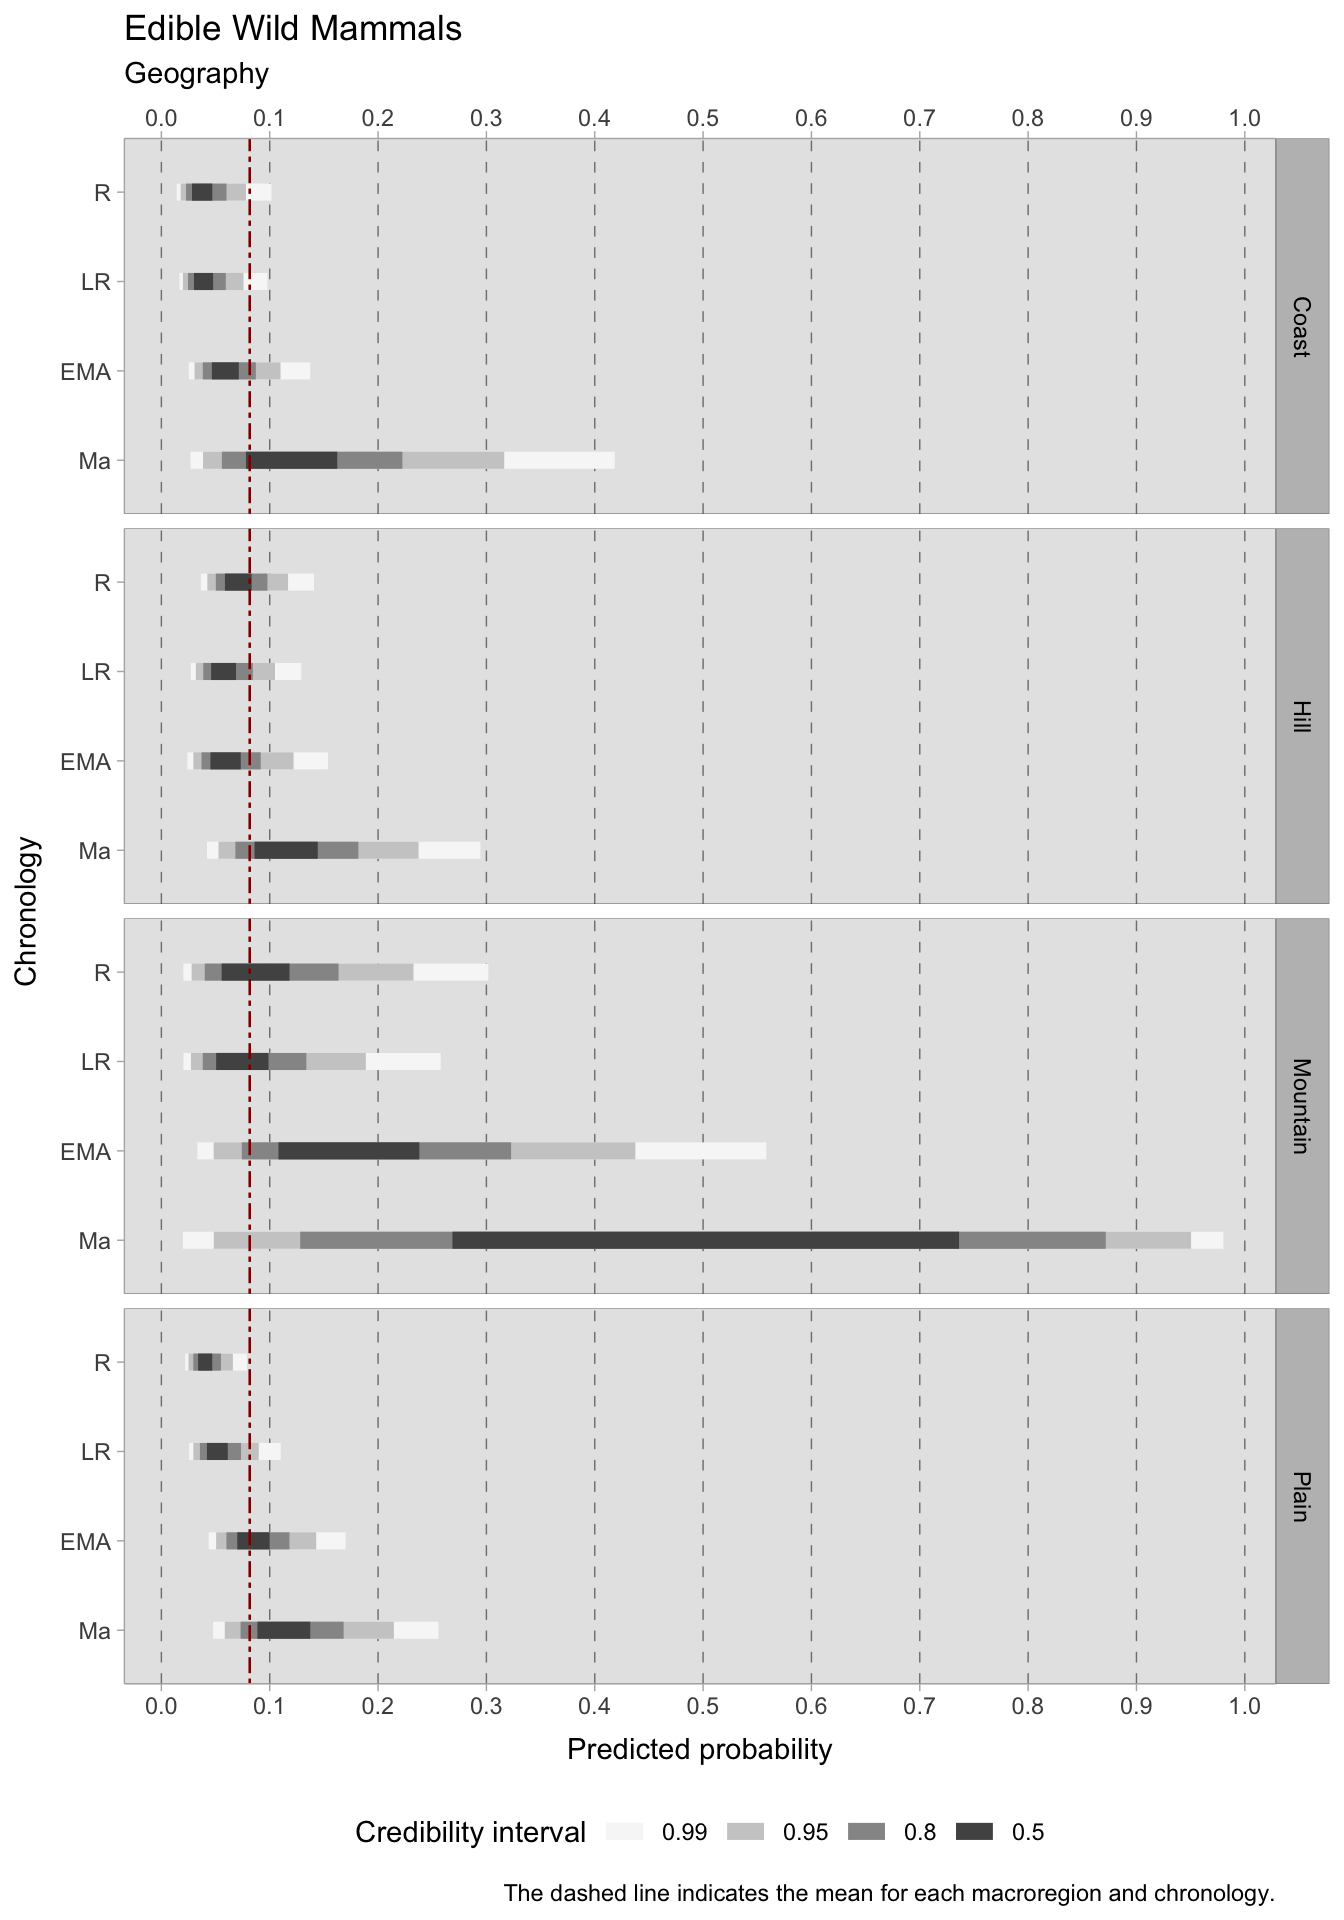 Edible Wild Mammals
Geography
0.0 0.1 0.2 0.3 0.4 0.5 0.6 0.7 0.8 0.9 1.0
R
LR
EMA
Ma
Coast
R
LR
EMA
Ma
Hill
Chronology
R
LR
EMA
Ma
Mountain
R
LR
EMA
Ma
Plain
0.0 0.1 0.2 0.3 0.4 0.5 0.6 0.7 0.8 0.9 1.0
Predicted probability
Credibility interval 0.99 0.95 0.8 0.5
The dashed line indicates the mean for each macroregion and chronology.